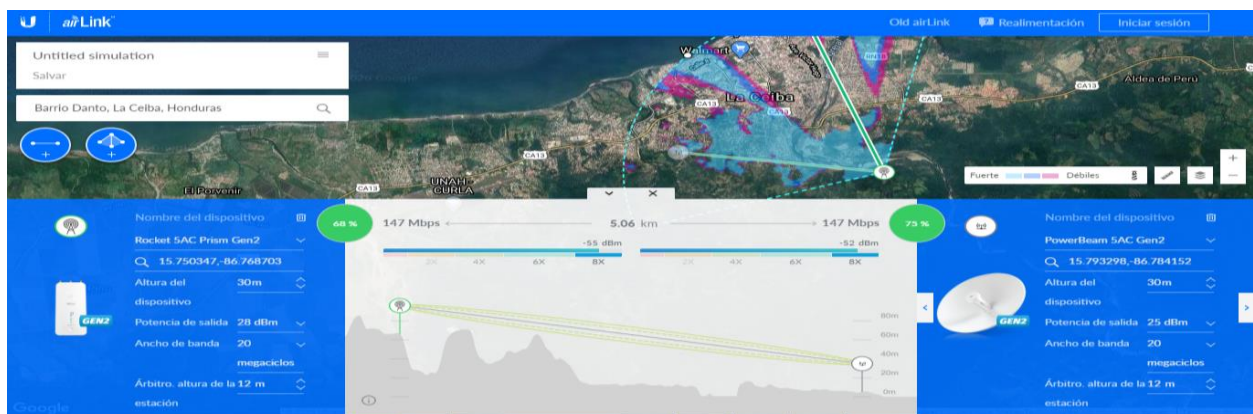 U airLink Old airLink Realimentación Iniciar sesión
Untitled simulation
Salvar
Barrio Danto, La Ceiba, Honduras
Walmart
La Ceiba
CA13
CA13
CA13
CA13
CA13
Aldea de Perú
El Porvenir
UNAH-
CURLA
Fuerte Débiles
+
−
68 %
147 Mbps 5.06 km 147 Mbps
73 %
-55 dBm -52 dBm
2X 4X 6X 8X 2X 4X 6X 8X
80m
60m
40m
20m
0m
Nombre del dispositivo
Rocket 5AC Prism Gen2
15.750347,-86.768703
Altura del 30m
dispositivo
GEN2
Potencia de salida 28 dBm
Ancho de banda 20
megaciclos
Árbitro. altura de la 12 m
estación
Google
Nombre del dispositivo
PowerBeam 5AC Gen2
15.793298,-86.784152
Altura del 30m
dispositivo
GEN2
Potencia de salida 25 dBm
Ancho de banda 20
megaciclos
Árbitro. altura de la 12 m
estación